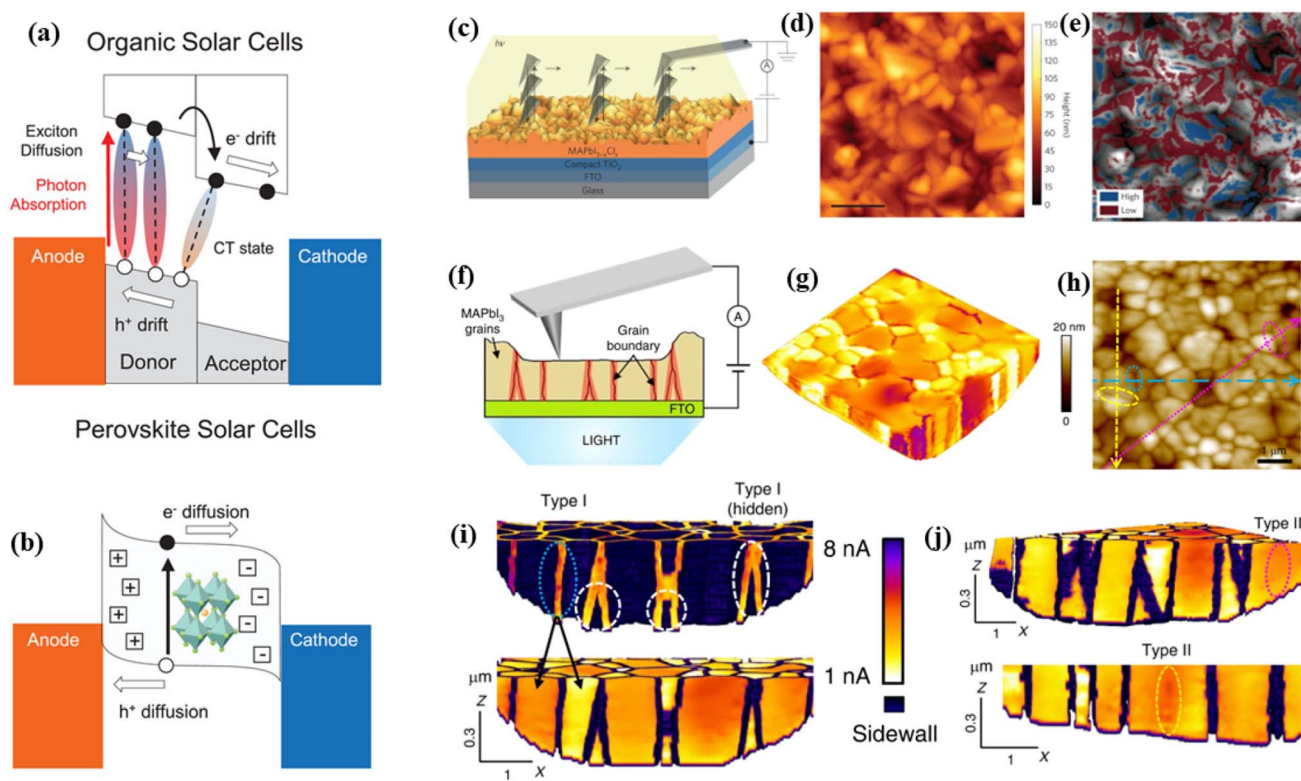 (a)
Organic Solar Cells
Exciton
Diffusion
e- drift
Photon
Absorption
CT state
Anode
Cathode
h+ drift
Donor
Acceptor
Perovskite Solar Cells
(b)
e- diffusion
+
+
+
+
-
-
-
-
Anode
Cathode
h+ diffusion
(c)
hν
A
MAPbI3-xClx
Compact TiO2
FTO
Glass
(d)
150
135
120
105
90
75
60
45
30
15
0
Height (nm)
(e)
High
Low
(f)
MAPbI3
grains
Grain
boundary
A
FTO
LIGHT
(g)
(h)
20 nm
0
1 μm
(i)
Type I
Type I
(hidden)
μm
Z
0.3
1
X
8 nA
1 nA
Sidewall
(j)
Type II
μm
Z
0.3
1
X
Type II
μm
Z
0.3
1
X